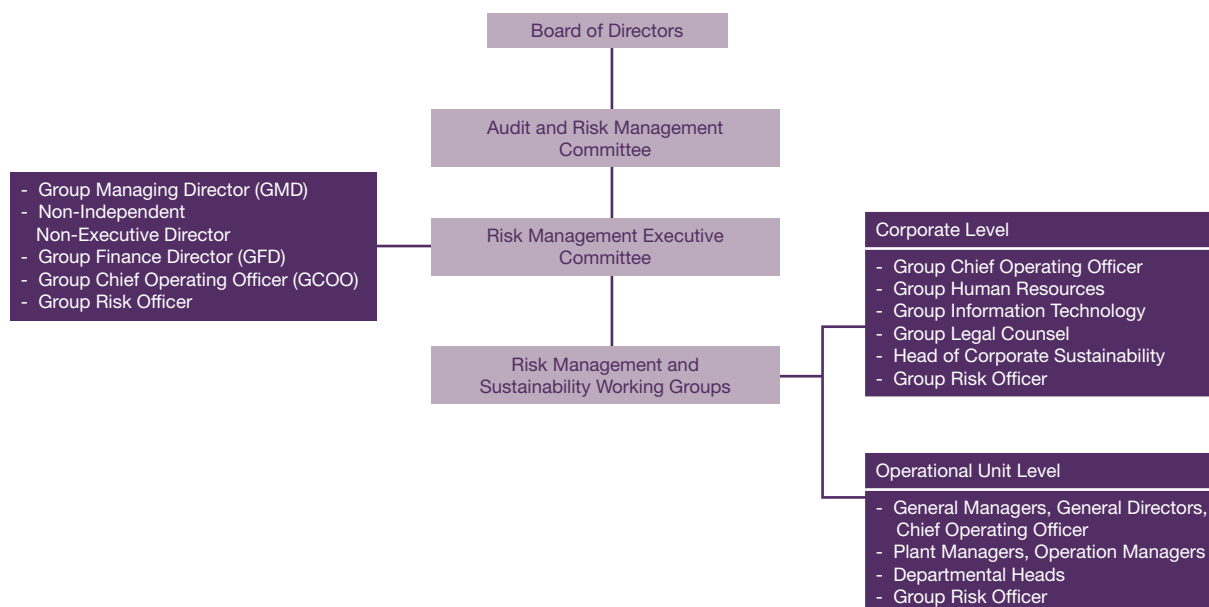 Board of Directors
Audit and Risk Management
Committee
- Group Managing Director (GMD)
- Non-Independent
Non-Executive Director
- Group Finance Director (GFD)
- Group Chief Operating Officer (GCOO)
- Group Risk Officer
Risk Management Executive
Committee
Risk Management and
Sustainability Working Groups
Corporate Level
- Group Chief Operating Officer
- Group Human Resources
- Group Information Technology
- Group Legal Counsel
- Head of Corporate Sustainability
- Group Risk Officer
Operational Unit Level
- General Managers, General Directors,
Chief Operating Officer
- Plant Managers, Operation Managers
- Departmental Heads
- Group Risk Officer